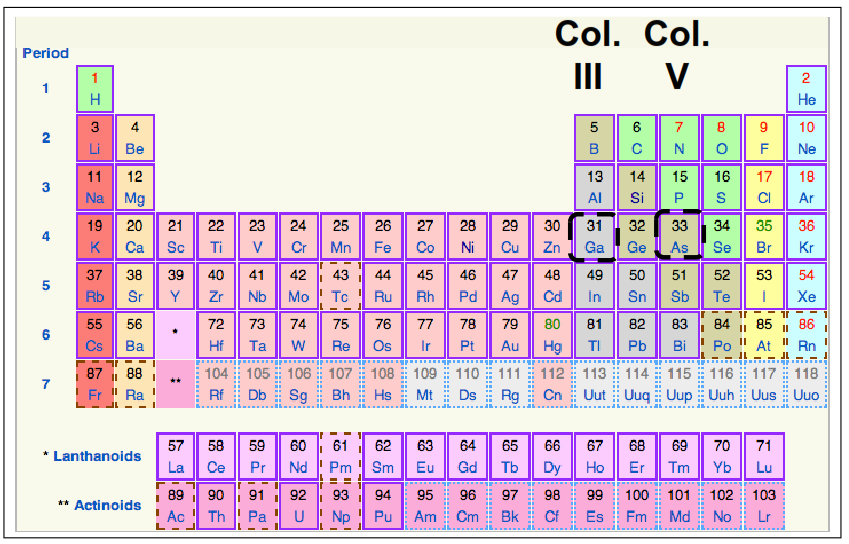 Col. Col.
III V
Period
1 1 2
H He
2 3 4 5 6 7 8 9 10
Li Be B C N O F Ne
3 11 12 13 14 15 16 17 18
Na Mg Al Si P S Cl Ar
4 19 20 21 22 23 24 25 26 27 28 29 30 31 32 33 34 35 36
K Ca Sc Ti V Cr Mn Fe Co Ni Cu Zn Ga Ge As Se Br Kr
5 37 38 39 40 41 42 43 44 45 46 47 48 49 50 51 52 53 54
Rb Sr Y Zr Nb Mo Tc Ru Rh Pd Ag Cd In Sn Sb Te I Xe
6 55 56 * 72 73 74 75 76 77 78 79 80 81 82 83 84 85 86
Cs Ba Hf Ta W Re Os Ir Pt Au Hg Tl Pb Bi Po At Rn
7 87 88 ** 104 105 106 107 108 109 110 111 112 113 114 115 116 117 118
Fr Ra Rf Db Sg Bh Hs Mt Ds Rg Cn Uut Uuq Uup Uuh Uus Uuo
* Lanthanoids 57 58 59 60 61 62 63 64 65 66 67 68 69 70 71
La Ce Pr Nd Pm Sm Eu Gd Tb Dy Ho Er Tm Yb Lu
** Actinoids 89 90 91 92 93 94 95 96 97 98 99 100 101 102 103
Ac Th Pa U Np Pu Am Cm Bk Cf Es Fm Md No Lr